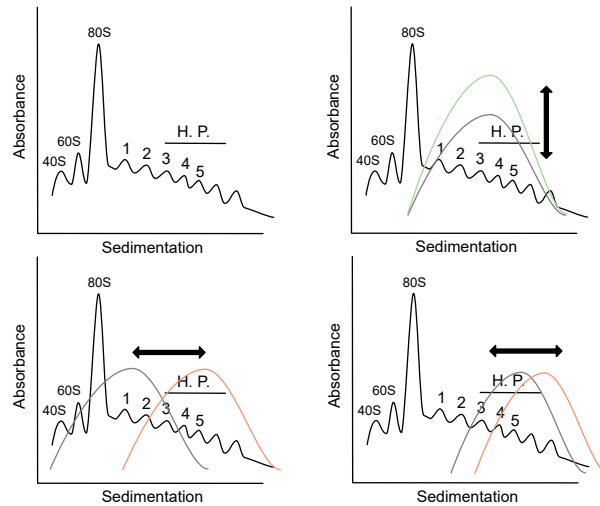 80S
60S
40S
1 2 3 4 5
H. P.
Absorbance
Sedimentation
80S
60S
40S
1 2 3 4 5
H. P.
Absorbance
Sedimentation
80S
60S
40S
1 2 3 4 5
H. P.
Absorbance
Sedimentation
80S
60S
40S
1 2 3 4 5
H. P.
Absorbance
Sedimentation